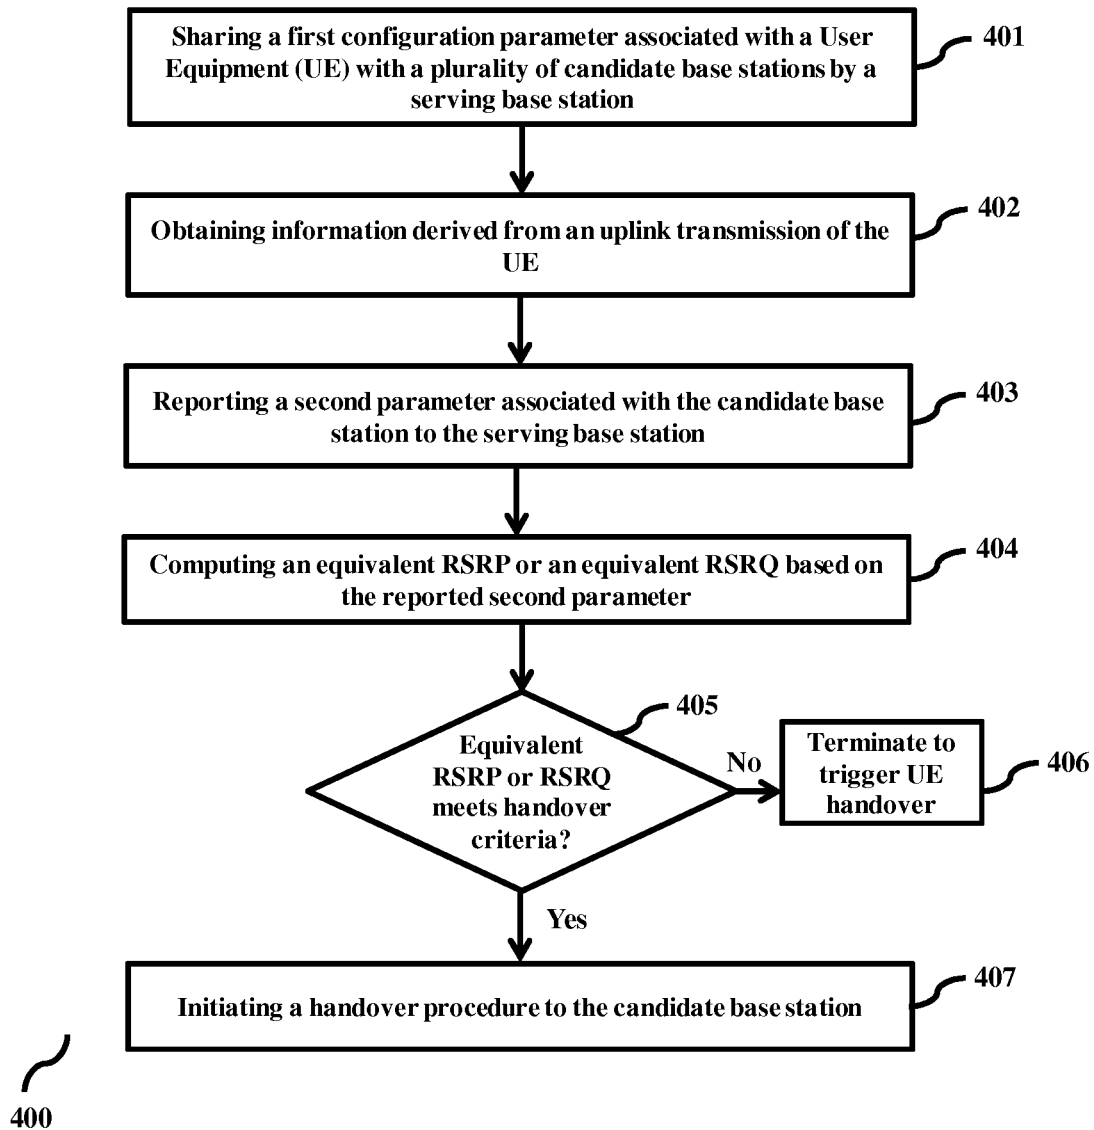 Sharing a first configuration parameter associated with a User
Equipment (UE) with a plurality of candidate base stations by a
serving base station
401
Obtaining information derived from an uplink transmission of the
UE
402
Reporting a second parameter associated with the candidate base
station to the serving base station
403
Computing an equivalent RSRP or an equivalent RSRQ based on
the reported second parameter
404
Equivalent
RSRP or RSRQ
meets handover
criteria?
405
No
Terminate to
trigger UE
handover
406
Yes
Initiating a handover procedure to the candidate base station
407
400